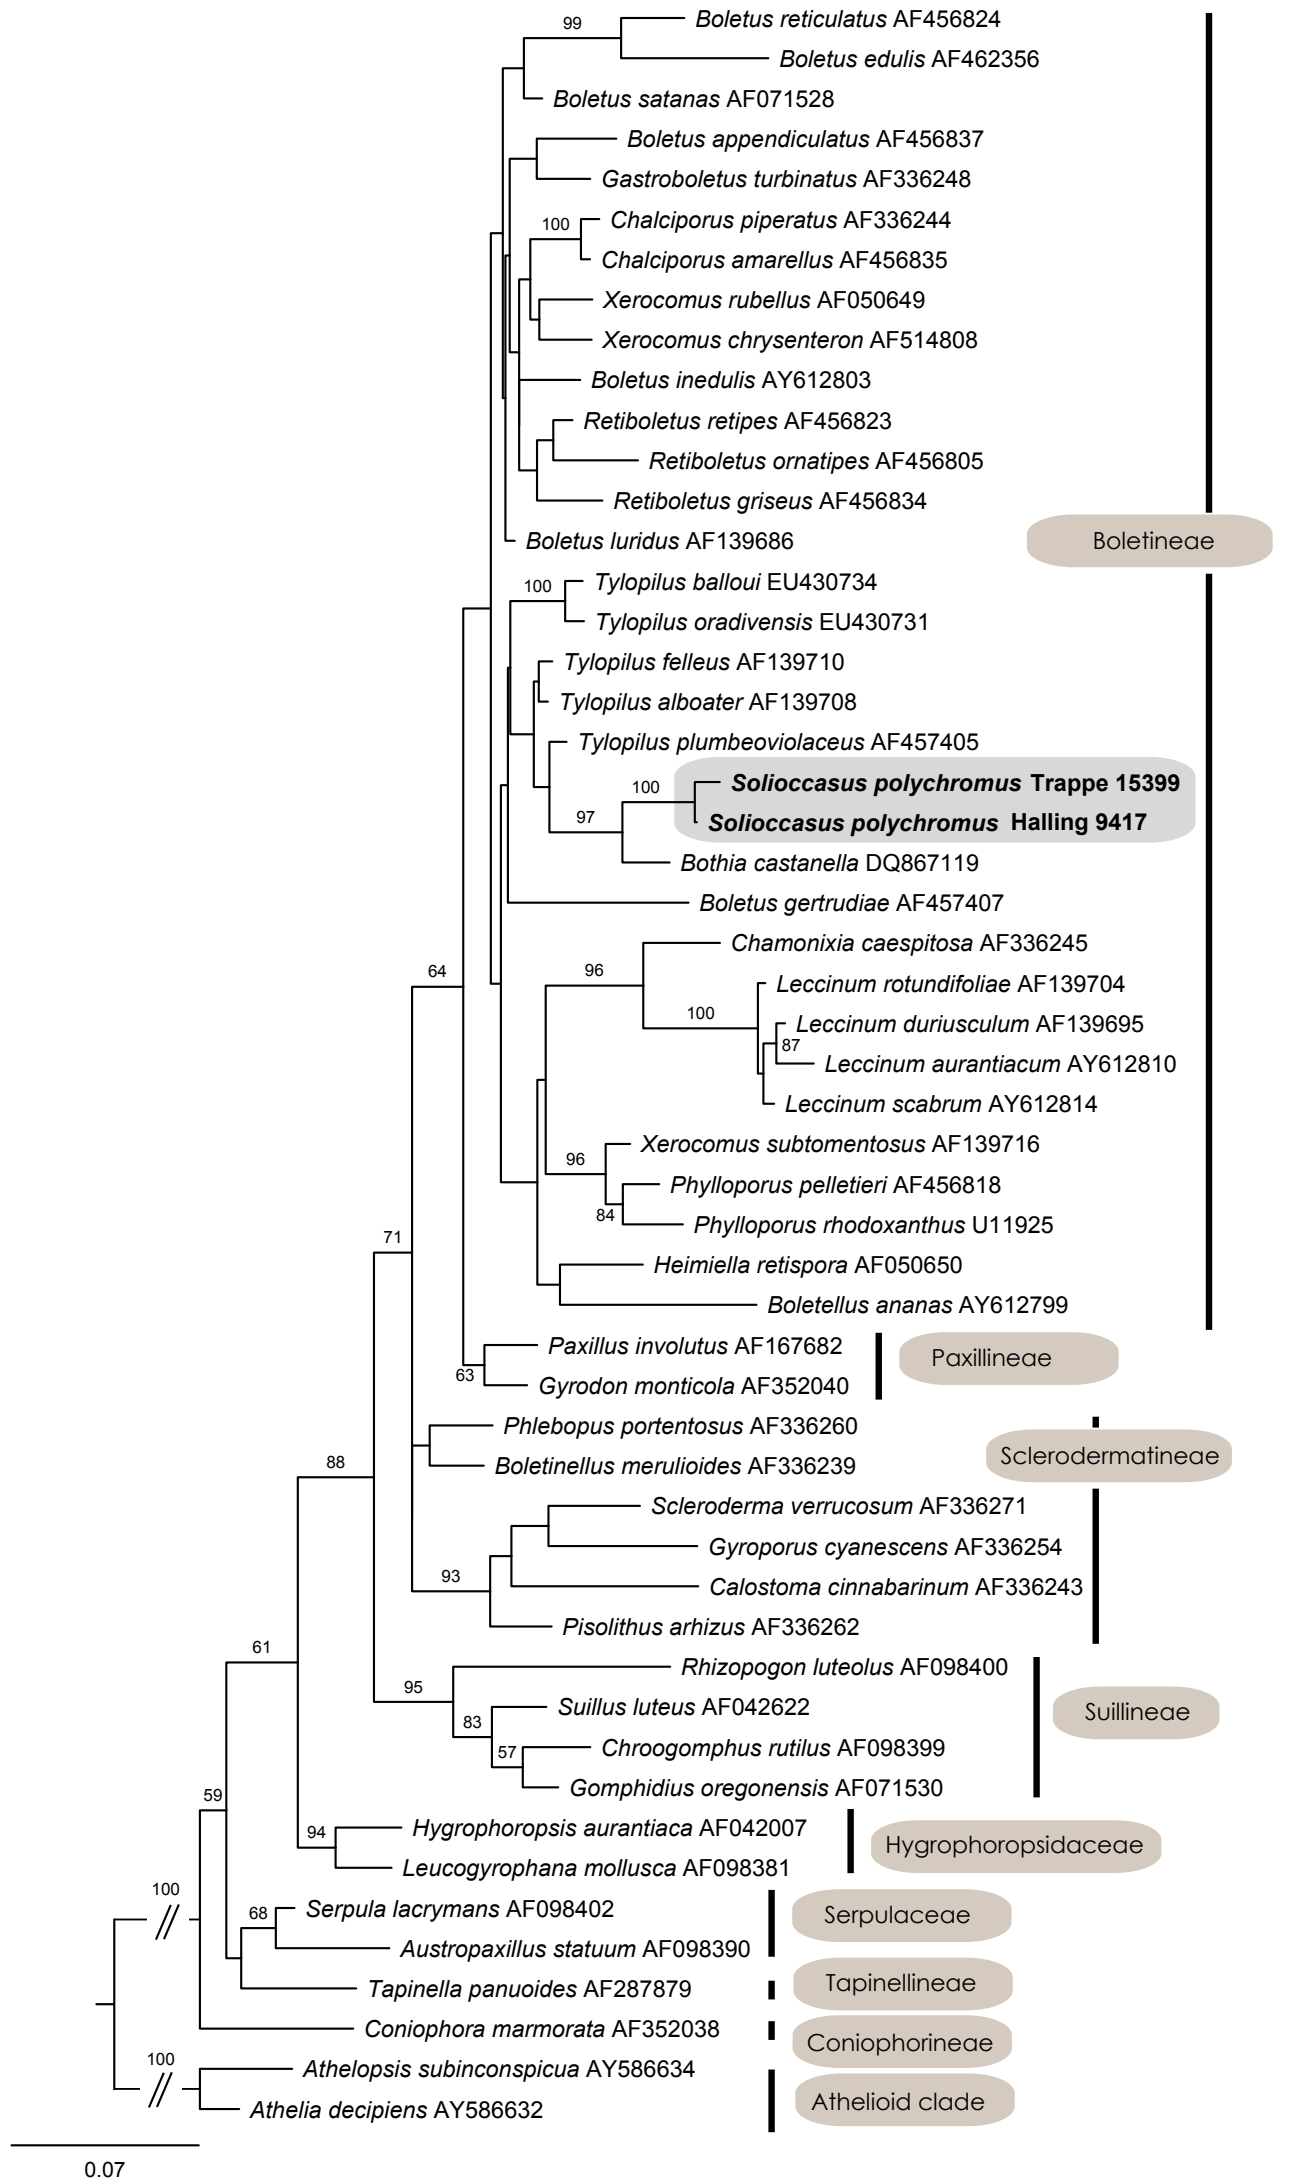 99
Boletus reticulatus AF456824
Boletus edulis AF462356
Boletus satanas AF071528
Boletus appendiculatus AF456837
Gastroboletus turbinatus AF336248
100
Chalciporus piperatus AF336244
Chalciporus amarellus AF456835
Xerocomus rubellus AF050649
Xerocomus chrysenteron AF514808
Boletus inedulis AY612803
Retiboletus retipes AF456823
Retiboletus ornatipes AF456805
Retiboletus griseus AF456834
Boletus luridus AF139686
Boletineae
100
Tylopilus balloui EU430734
Tylopilus oradivensis EU430731
Tylopilus felleus AF139710
Tylopilus alboater AF139708
Tylopilus plumbeoviolaceus AF457405
100
Solioccasus polychromus Trappe 15399
97
Solioccasus polychromus Halling 9417
Bothia castanella DQ867119
Boletus gertrudiae AF457407
Chamonixia caespitosa AF336245
64
96
Leccinum rotundifoliae AF139704
100
Leccinum duriusculum AF139695
87
Leccinum aurantiacum AY612810
Leccinum scabrum AY612814
Xerocomus subtomentosus AF139716
96
Phylloporus pelletieri AF456818
84
Phylloporus rhodoxanthus U11925
71
Heimiella retispora AF050650
Boletellus ananas AY612799
Paxillus involutus AF167682
Paxillineae
63
Gyrodon monticola AF352040
Phlebopus portentosus AF336260
Sclerodermatineae
88
Boletinellus merulioides AF336239
Scleroderma verrucosum AF336271
Gyroporus cyanescens AF336254
93
Calostoma cinnabarinum AF336243
Pisolithus arhizus AF336262
61
Rhizopogon luteolus AF098400
95
Suillus luteus AF042622
Suillineae
83
57
Chroogomphus rutilus AF098399
Gomphidius oregonensis AF071530
59
Hygrophoropsis aurantiaca AF042007
94
Hygrophoropsidaceae
Leucogyrophana mollusca AF098381
100
68
Serpula lacrymans AF098402
Serpulaceae
Austropaxillus statuum AF098390
Tapinella panuoides AF287879
Tapinellineae
Coniophora marmorata AF352038
Coniophorineae
100
Athelopsis subinconspicua AY586634
Athelia decipiens AY586632
Athelioid clade
0.07